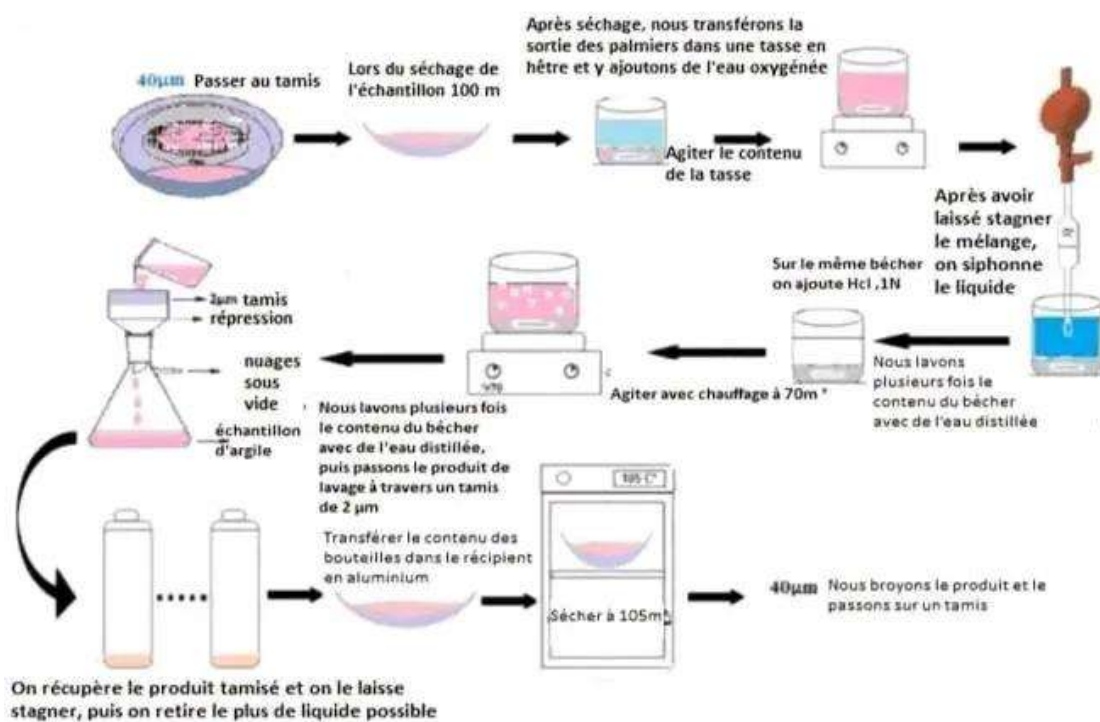 40µm Passer au tamis
Lors du séchage de
l'échantillon 100 m
Après séchage, nous transférons la
sortie des palmiers dans une tasse en
hêtre et y ajoutons de l'eau oxygénée
Agiter le contenu
de la tasse
Après avoir
laissé stagner
le mélange,
on siphonne
le liquide
Nous lavons
plusieurs fois le
contenu du bécher
avec de l'eau distillée
Sur le même bécher
on ajoute Hcl ,1N
Agiter avec chauffage à 70m °
Nous lavons plusieurs fois
le contenu du bécher
avec de l'eau distillée,
puis passons le produit de
lavage à travers un tamis
de 2 µm
2µm tamis
répression
nuages
sous
vide
échantillon
d'argile
On récupère le produit tamisé et on le laisse
stagner, puis on retire le plus de liquide possible
Transférer le contenu des
bouteilles dans le récipient
en aluminium
105 C°
Sécher à 105m°
40µm Nous broyons le produit et le
passons sur un tamis